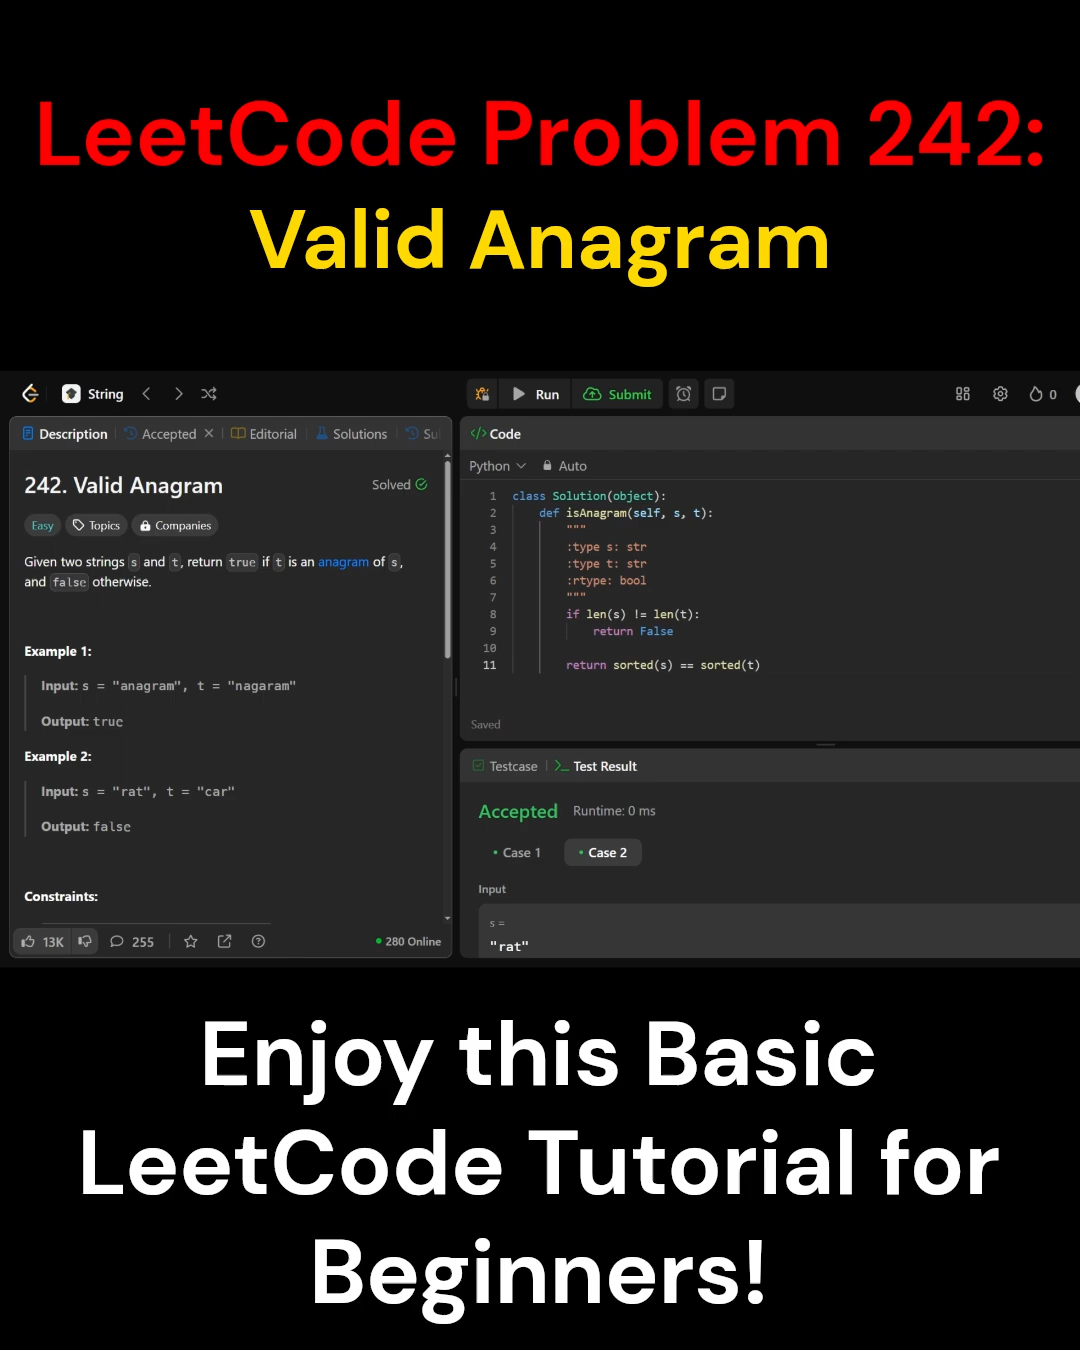 LeetCode Problem 242:
Valid Anagram
String
Run
Submit
0
Description
Accepted
Editorial
Solutions
Su
</> Code
Python
Auto
242. Valid Anagram
Solved
Easy
Topics
Companies
Given two strings s and t, return true if t is an anagram of s,
and false otherwise.
Example 1:
Input: s = "anagram", t = "nagaram"
Output: true
Example 2:
Input: s = "rat", t = "car"
Output: false
Constraints:
13K
255
280 Online
1 class Solution(object):
2 def isAnagram(self, s, t):
3 """
4 :type s: str
5 :type t: str
6 :rtype: bool
7 """
8 if len(s) != len(t):
9 return False
10
11 return sorted(s) == sorted(t)
Saved
Testcase
Test Result
Accepted Runtime: 0 ms
Case 1
Case 2
Input
s =
"rat"
Enjoy this Basic
LeetCode Tutorial for
Beginners!